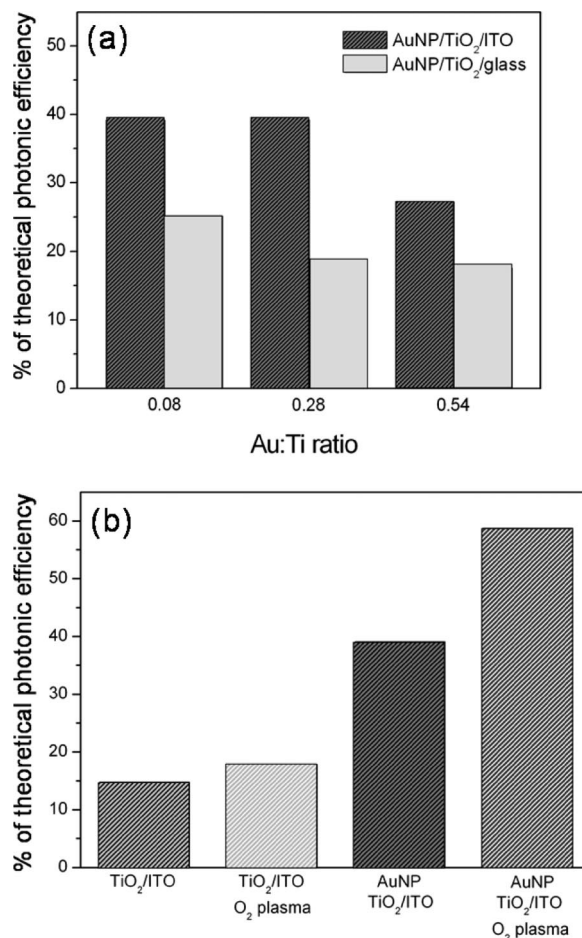 (a)
AuNP/TiO₂/ITO
AuNP/TiO₂/glass
% of theoretical photonic efficiency
50
40
30
20
10
0
0.08 0.28 0.54
Au:Ti ratio
(b)
% of theoretical photonic efficiency
60
50
40
30
20
10
0
TiO₂/ITO
TiO₂/ITO
O₂ plasma
AuNP
TiO₂/ITO
AuNP
TiO₂/ITO
O₂ plasma